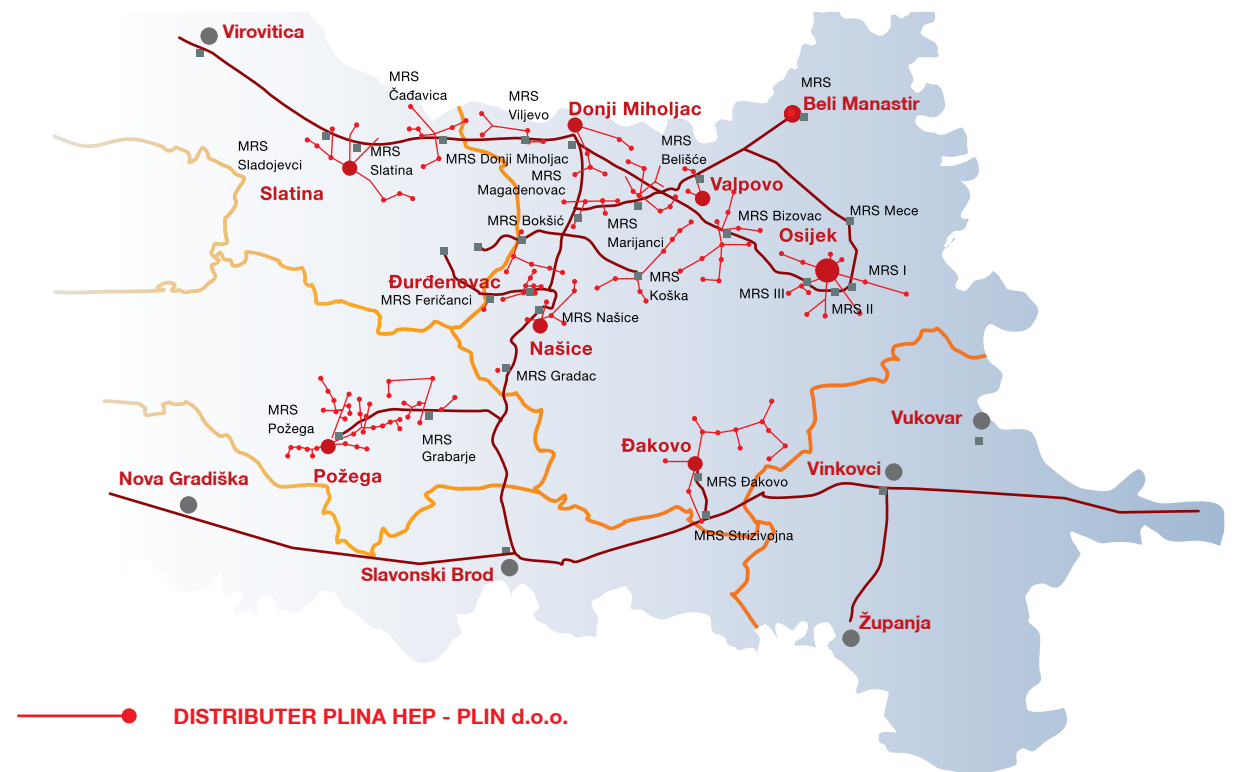 Virovitica
MRS
Čađavica
MRS
Viljevo
Donji Miholjac
MRS
Beli Manastir
MRS
Sladojevci
MRS
Slatina
Slatina
MRS Donji Miholjac
MRS
Magadenovac
MRS
Belišće
Valpovo
MRS Bokšić
MRS
Marijanci
MRS Bizovac
MRS Mece
Osijek
Đurđenovac
MRS Feričanci
MRS
Koška
MRS I
MRS III
MRS II
MRS Našice
Našice
MRS Gradac
MRS
Požega
MRS
Grabarje
Požega
Vukovar
Đakovo
MRS Đakovo
Vinkovci
Nova Gradiška
MRS Strizivojna
Slavonski Brod
Županja
DISTRIBUTER PLINA HEP - PLIN d.o.o.